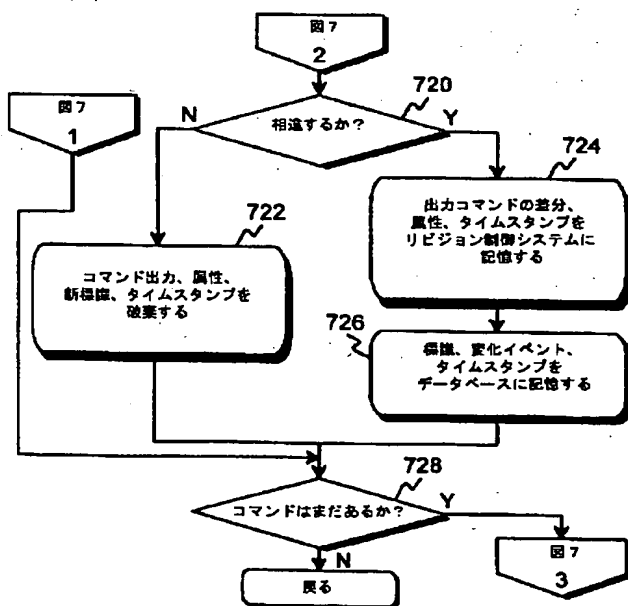 図7
2
図7
1
720
相違するか?
N
Y
724
出力コマンドの差分、
属性、タイムスタンプを
リビジョン制御システムに
記憶する
722
コマンド出力、属性、
新標識、タイムスタンプを
破棄する
726
標識、変化イベント、
タイムスタンプを
データベースに記憶する
728
コマンドはまだあるか?
Y
N
戻る
図7
3